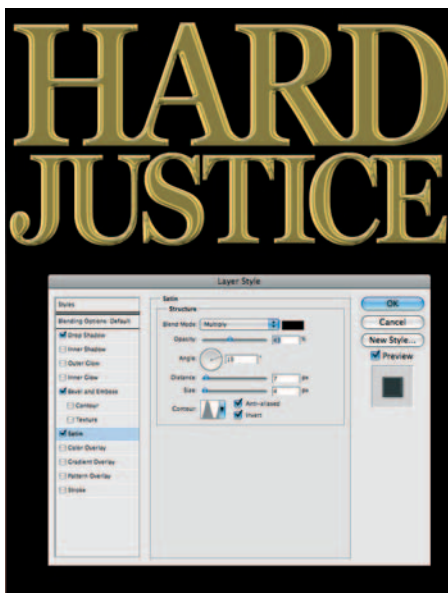 HARD
JUSTICE
Layer Style
Styles
Blending Options: Default
Drop Shadow
Inner Shadow
Outer Glow
Inner Glow
Bevel and Emboss
Contour
Texture
Satin
Color Overlay
Gradient Overlay
Pattern Overlay
Stroke
Satin
Structure
Blend Mode: Multiply
Opacity: %
Angle: 19 °
Distance: 7 px
Size: px
Contour:
Anti-aliased
Invert
OK
Cancel
New Style...
Preview